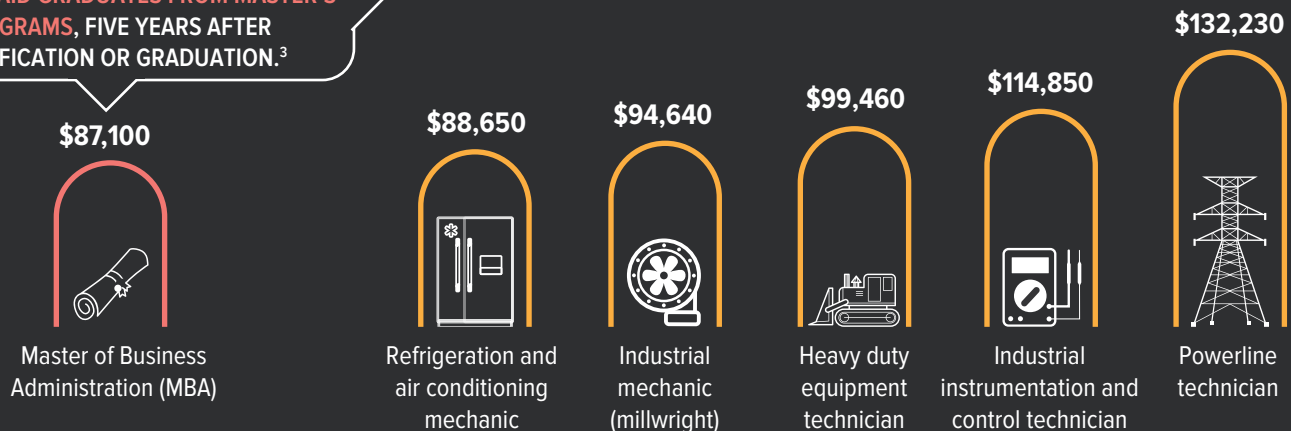 GRAMS, FIVE YEARS AFTER
FICATION OR GRADUATION.3
$87,100
Master of Business
Administration (MBA)
$88,650
Refrigeration and
air conditioning
mechanic
$94,640
Industrial
mechanic
(millwright)
$99,460
Heavy duty
equipment
technician
$114,850
Industrial
instrumentation and
control technician
$132,230
Powerline
technician